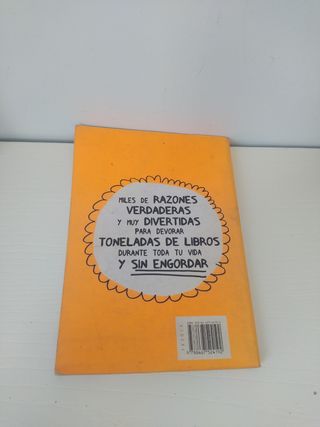 MILES DE RAZONES
VERDADERAS
Y MUY DIVERTIDAS
PARA DEVORAR
TONELADAS DE LIBROS
DURANTE TODA TU VIDA
Y SIN ENGORDAR